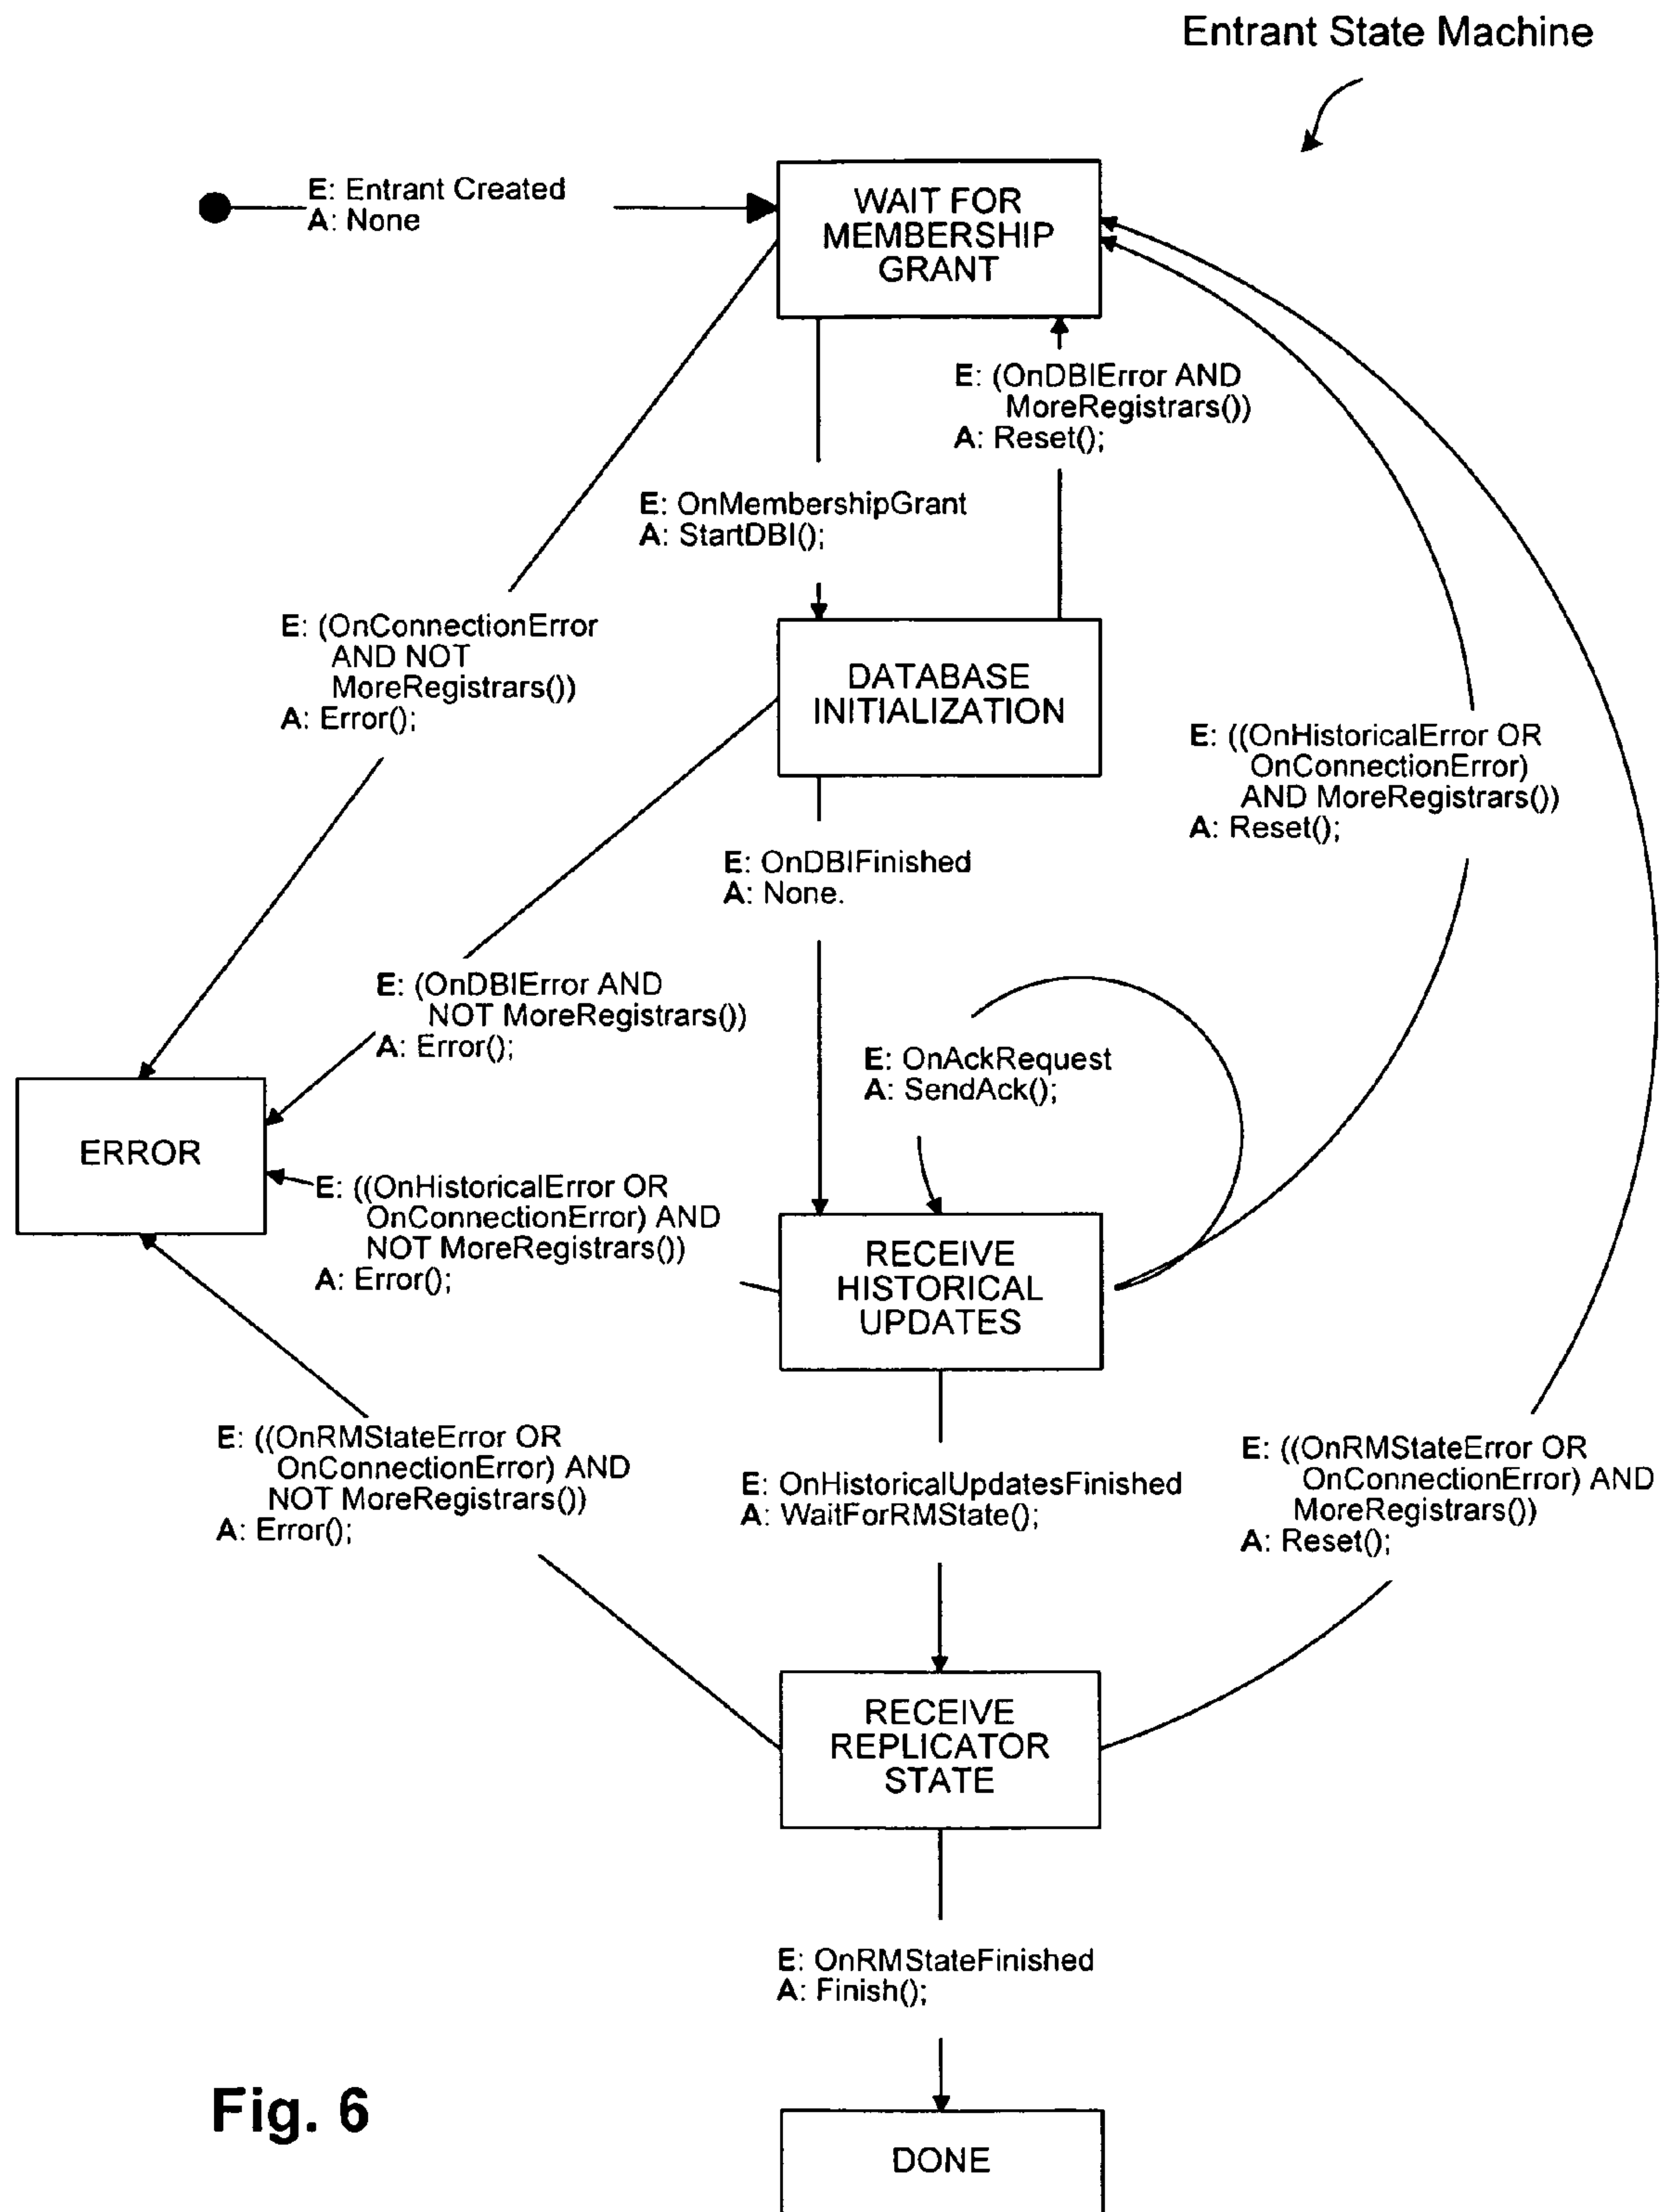 Entrant State Machine
E: Entrant Created
A: None
WAIT FOR
MEMBERSHIP
GRANT
E: (OnDBIError AND
MoreRegistrars())
A: Reset();
E: OnMembershipGrant
A: StartDBI();
E: (OnConnectionError
AND NOT
MoreRegistrars())
A: Error();
DATABASE
INITIALIZATION
E: ((OnHistoricalError OR
OnConnectionError)
AND MoreRegistrars())
A: Reset();
E: OnDBIFinished
A: None.
E: (OnDBIError AND
NOT MoreRegistrars())
A: Error();
E: OnAckRequest
A: SendAck();
ERROR
E: ((OnHistoricalError OR
OnConnectionError) AND
NOT MoreRegistrars())
A: Error();
RECEIVE
HISTORICAL
UPDATES
E: ((OnRMStateError OR
OnConnectionError) AND
NOT MoreRegistrars())
A: Error();
E: OnHistoricalUpdatesFinished
A: WaitForRMState();
E: ((OnRMStateError OR
OnConnectionError) AND
MoreRegistrars())
A: Reset();
RECEIVE
REPLICATOR
STATE
E: OnRMStateFinished
A: Finish();
Fig. 6
DONE